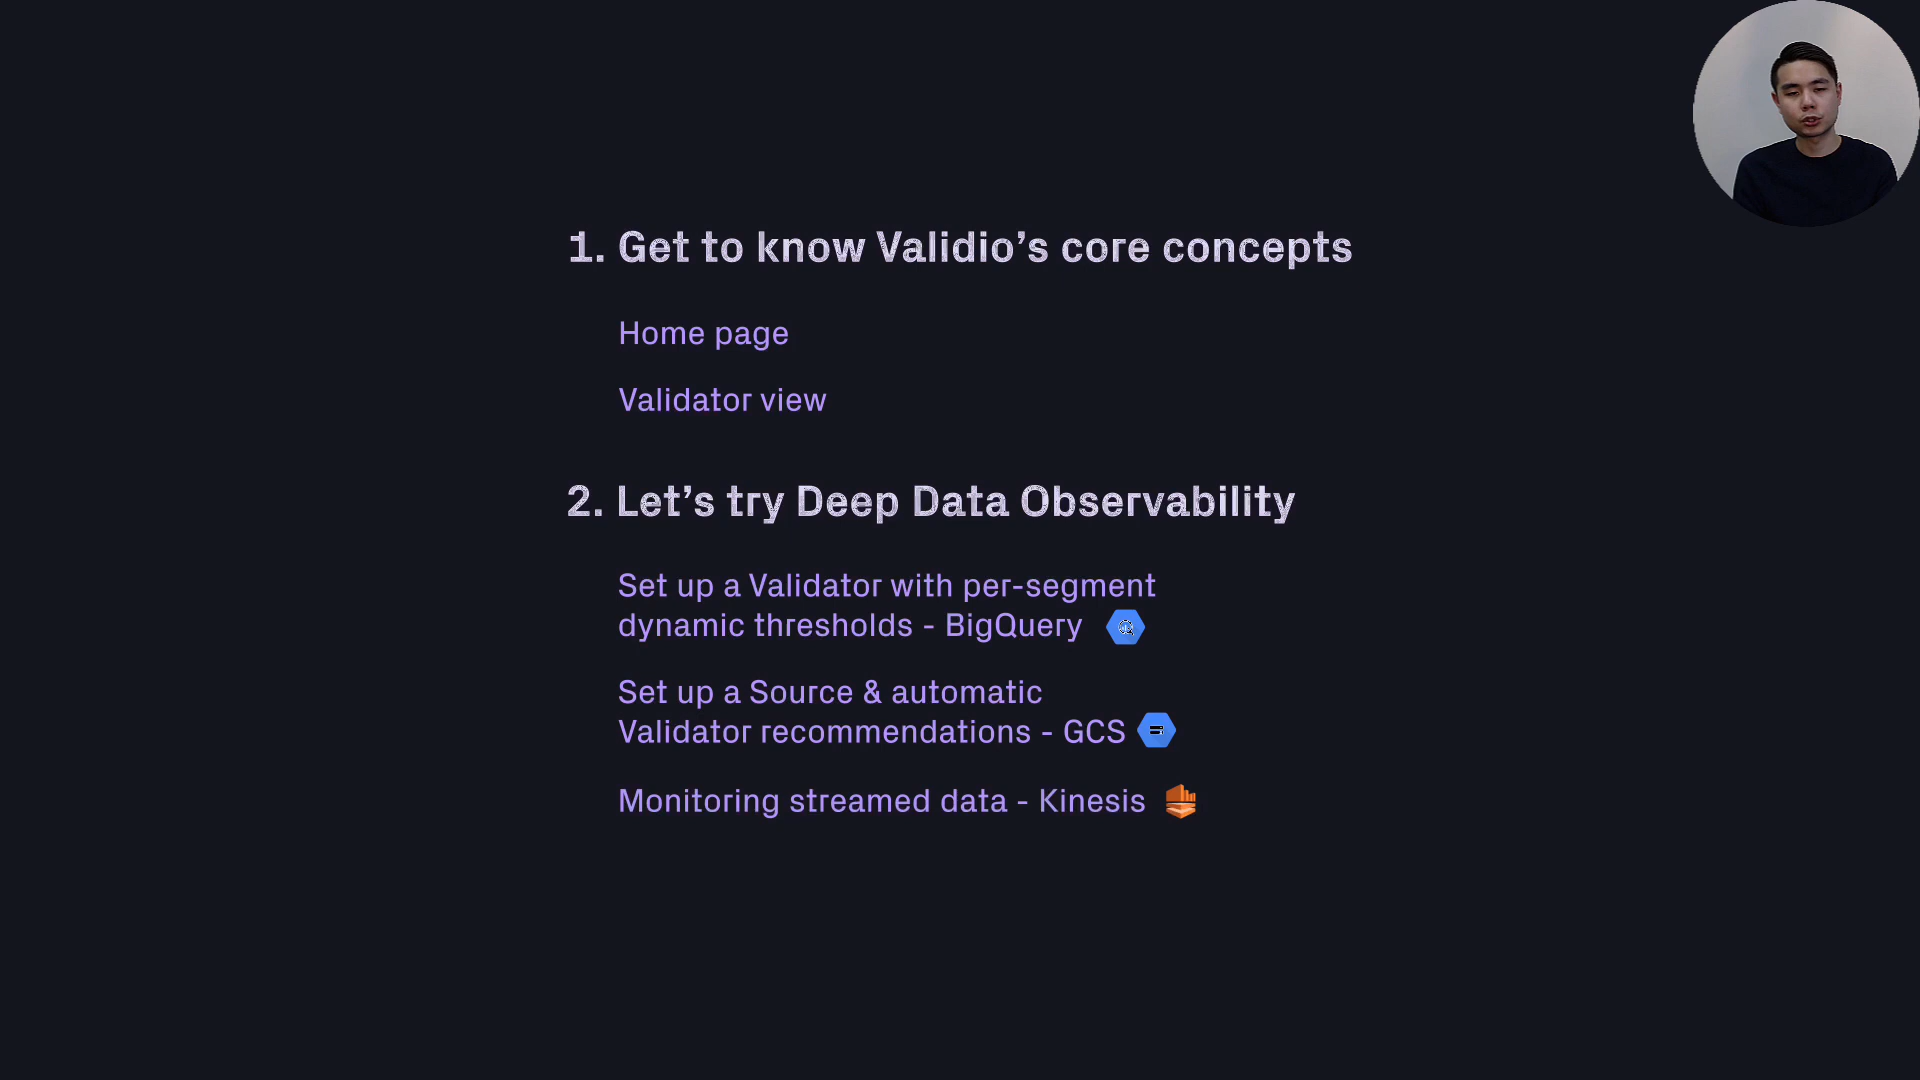 1. Get to know Validio’s core concepts
Home page
Validator view
2. Let’s try Deep Data Observability
Set up a Validator with per-segment
dynamic thresholds - BigQuery
Set up a Source & automatic
Validator recommendations - GCS
Monitoring streamed data - Kinesis